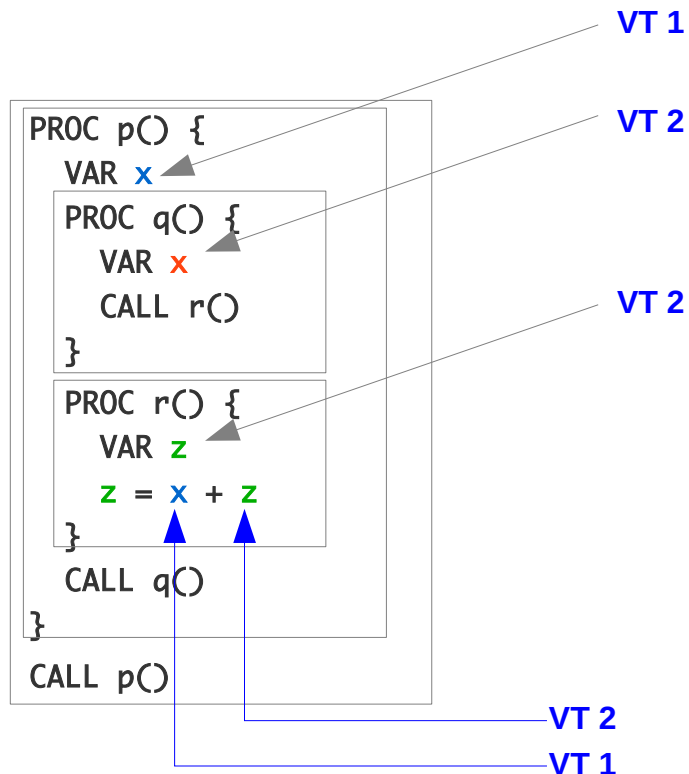 VT 1
VT 2
PROC p() {
VAR x
PROC q() {
VAR x
CALL r()
}
VT 2
PROC r() {
VAR z
z = x + z
}
CALL q()
}
CALL p()
VT 2
VT 1